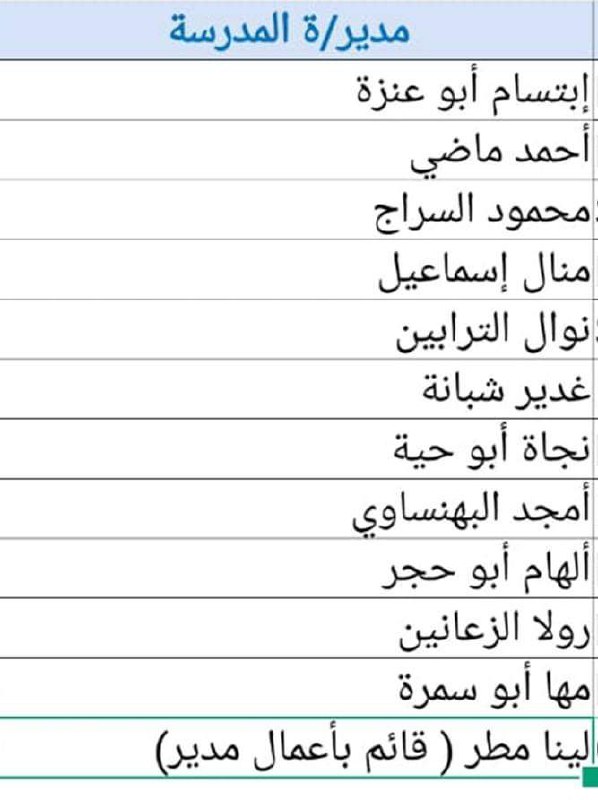 مدير/ة المدرسة
إبتسام أبو عنزة
أحمد ماضي
محمود السراج
منال إسماعيل
نوال الترابين
غدير شبانة
نجاة أبو حية
أمجد البهنساوي
ألهام أبو حجر
رولا الزعانين
مها أبو سمرة
لينا مطر ( قائم بأعمال مدير)